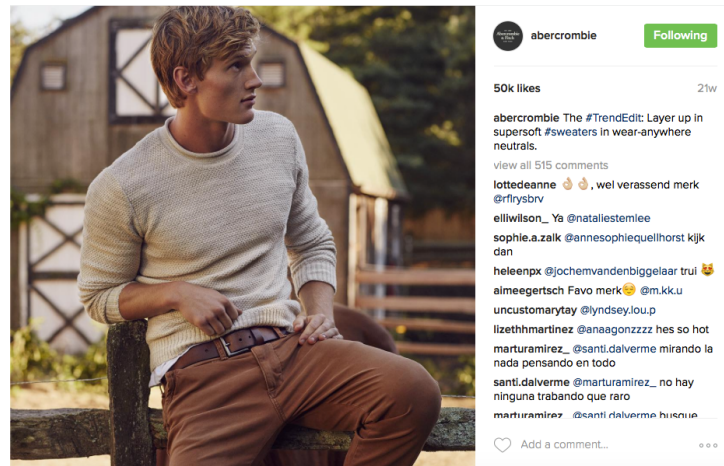 abercrombie
Following
50k likes
21w
abercrombie The #TrendEdit: Layer up in
supersoft #sweaters in wear-anywhere
neutrals.
view all 515 comments
lottedeanne 👌🏼👌🏼, wel verassend merk
@rflrysbrv
elliwilson_ Ya @nataliestemlee
sophie.a.zalk @annesophiequellhorst kijk
dan
heleenpx @jochemvandenbiggelaar trui 😻
aimeegertsch Favo merk😏 @m.kk.u
uncustomarytay @lyndsey.lou.p
lizethhmartinez @anaagonzzzz hes so hot
marturamirez_ @santi.dalverme mirando la
nada pensando en todo
santi.dalverme @marturamirez_ no hay
ninguna trabando que raro
marturamirez_ @santi.dalverme busque
Add a comment...